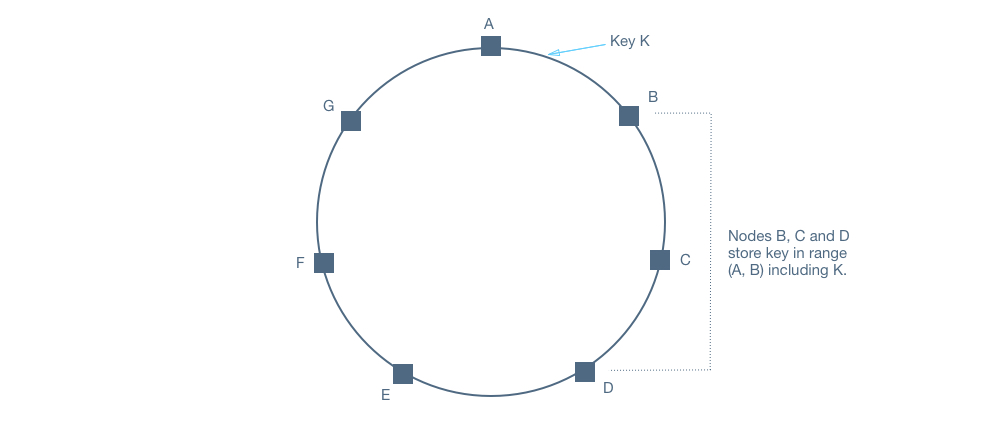 A
Key K
B
G
Nodes B, C and D
store key in range
(A, B) including K.
F
C
E
D